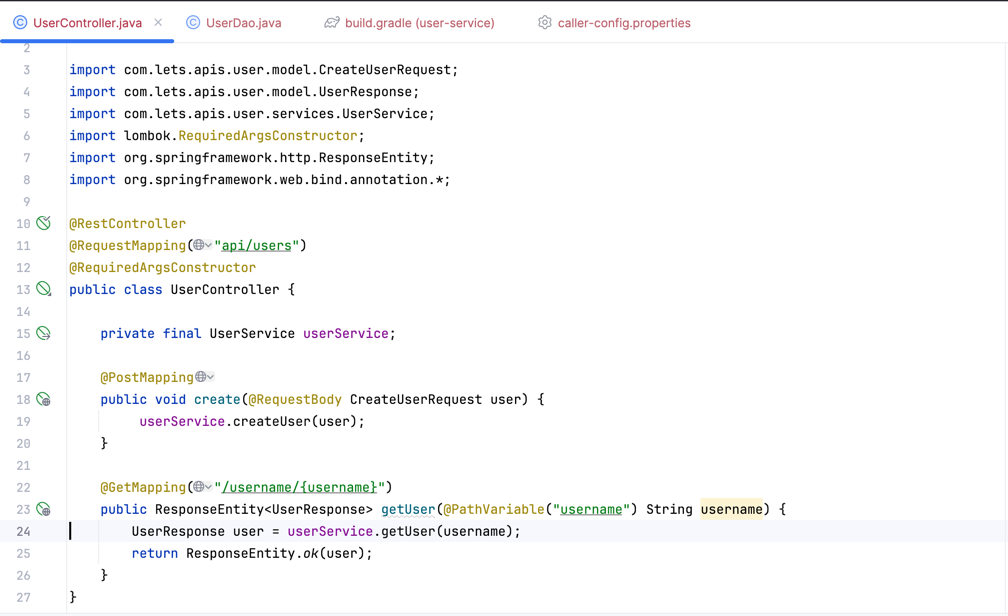 UserController.java
UserDao.java
build.gradle (user-service)
caller-config.properties
2
3 import com.lets.apis.user.model.CreateUserRequest;
4 import com.lets.apis.user.model.UserResponse;
5 import com.lets.apis.user.services.UserService;
6 import lombok.RequiredArgsConstructor;
7 import org.springframework.http.ResponseEntity;
8 import org.springframework.web.bind.annotation.*;
9
10 @RestController
11 @RequestMapping("api/users")
12 @RequiredArgsConstructor
13 public class UserController {
14
15     private final UserService userService;
16
17     @PostMapping
18     public void create(@RequestBody CreateUserRequest user) {
19          userService.createUser(user);
20     }
21
22     @GetMapping("/username/{username}")
23     public ResponseEntity<UserResponse> getUser(@PathVariable("username") String username) {
24         UserResponse user = userService.getUser(username);
25         return ResponseEntity.ok(user);
26     }
27 }